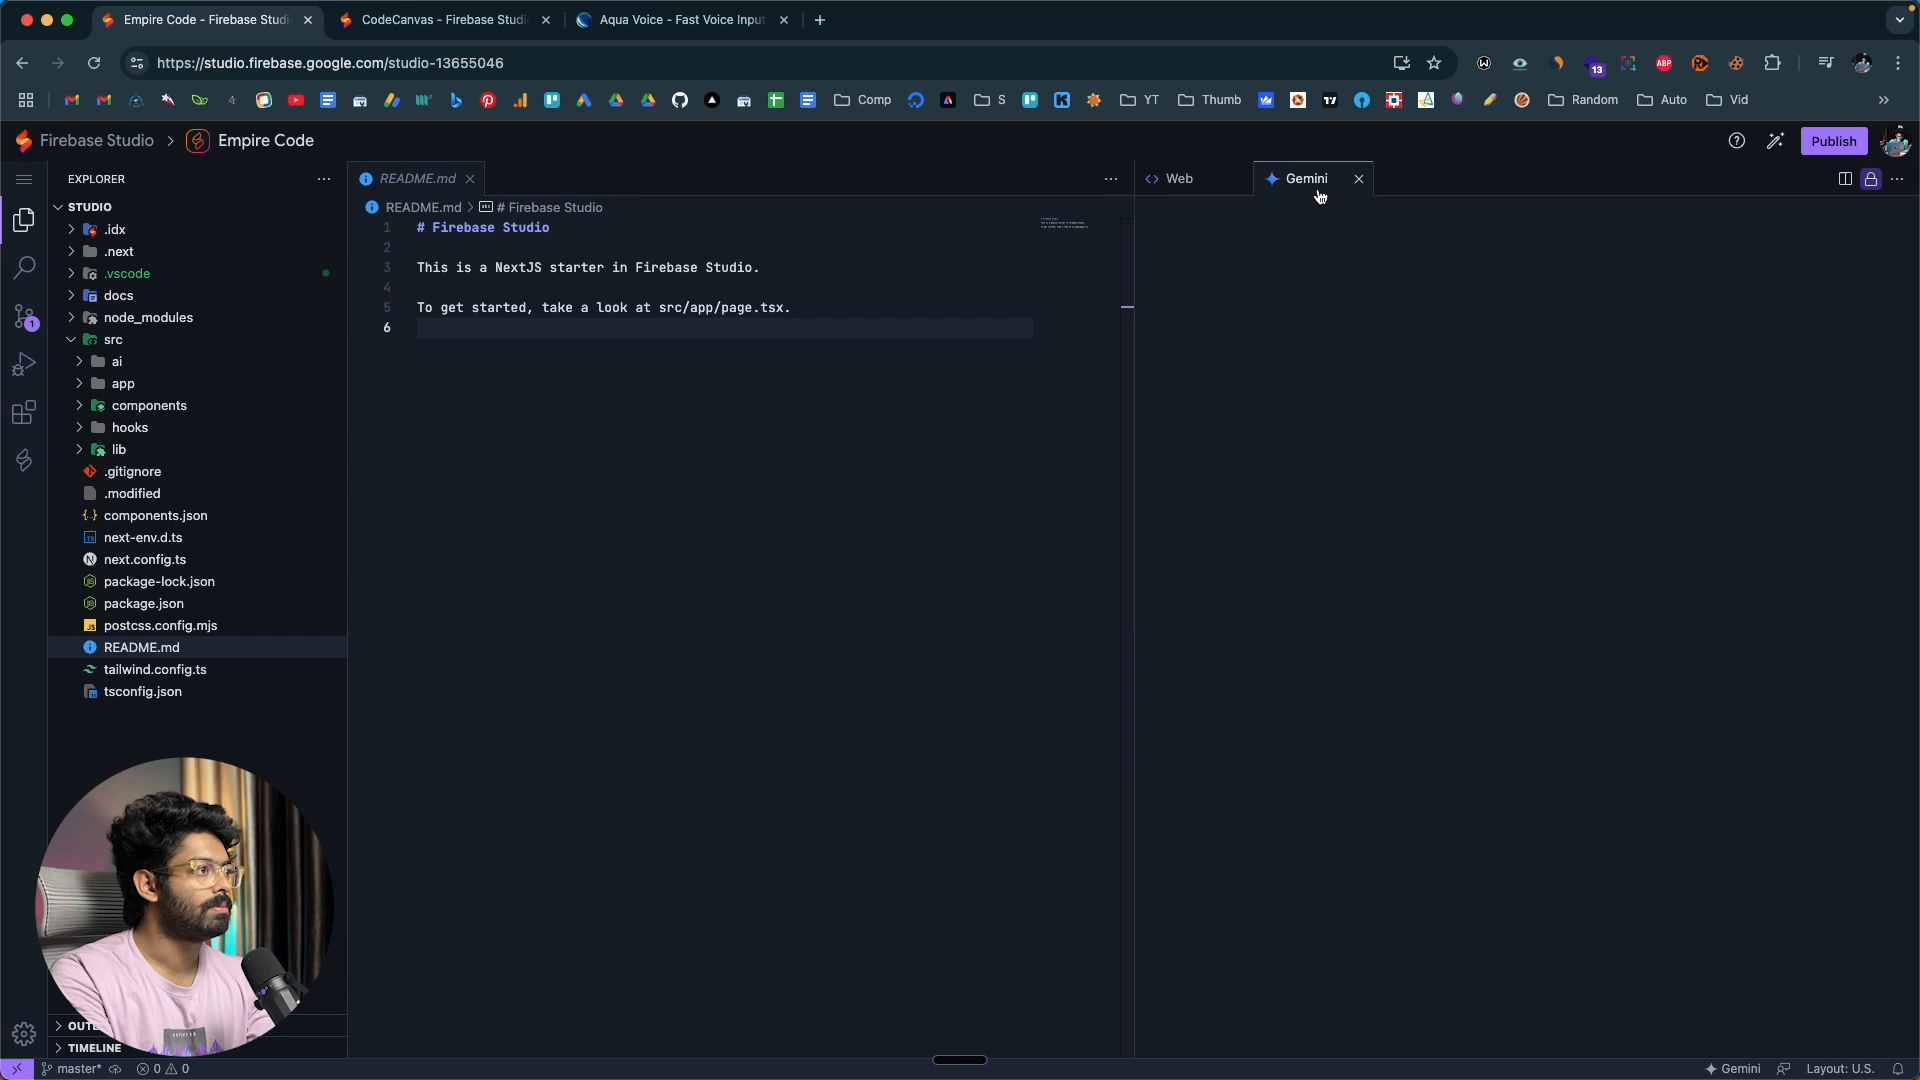 Empire Code - Firebase Studi
CodeCanvas - Firebase Studi
Aqua Voice - Fast Voice Input
https://studio.firebase.google.com/studio-13655046
13
ABP
Comp
S
YT
Thumb
Random
Auto
Vid
Firebase Studio > Empire Code
Publish
EXPLORER
STUDIO
.idx
.next
.vscode
docs
node_modules
src
ai
app
components
hooks
lib
.gitignore
.modified
components.json
next-env.d.ts
next.config.ts
package-lock.json
package.json
postcss.config.mjs
README.md
tailwind.config.ts
tsconfig.json
TIMELINE
README.md
README.md > # Firebase Studio
1 # Firebase Studio
2
3 This is a NextJS starter in Firebase Studio.
4
5 To get started, take a look at src/app/page.tsx.
6
Web
Gemini
master*
0
0
Gemini
Layout: U.S.